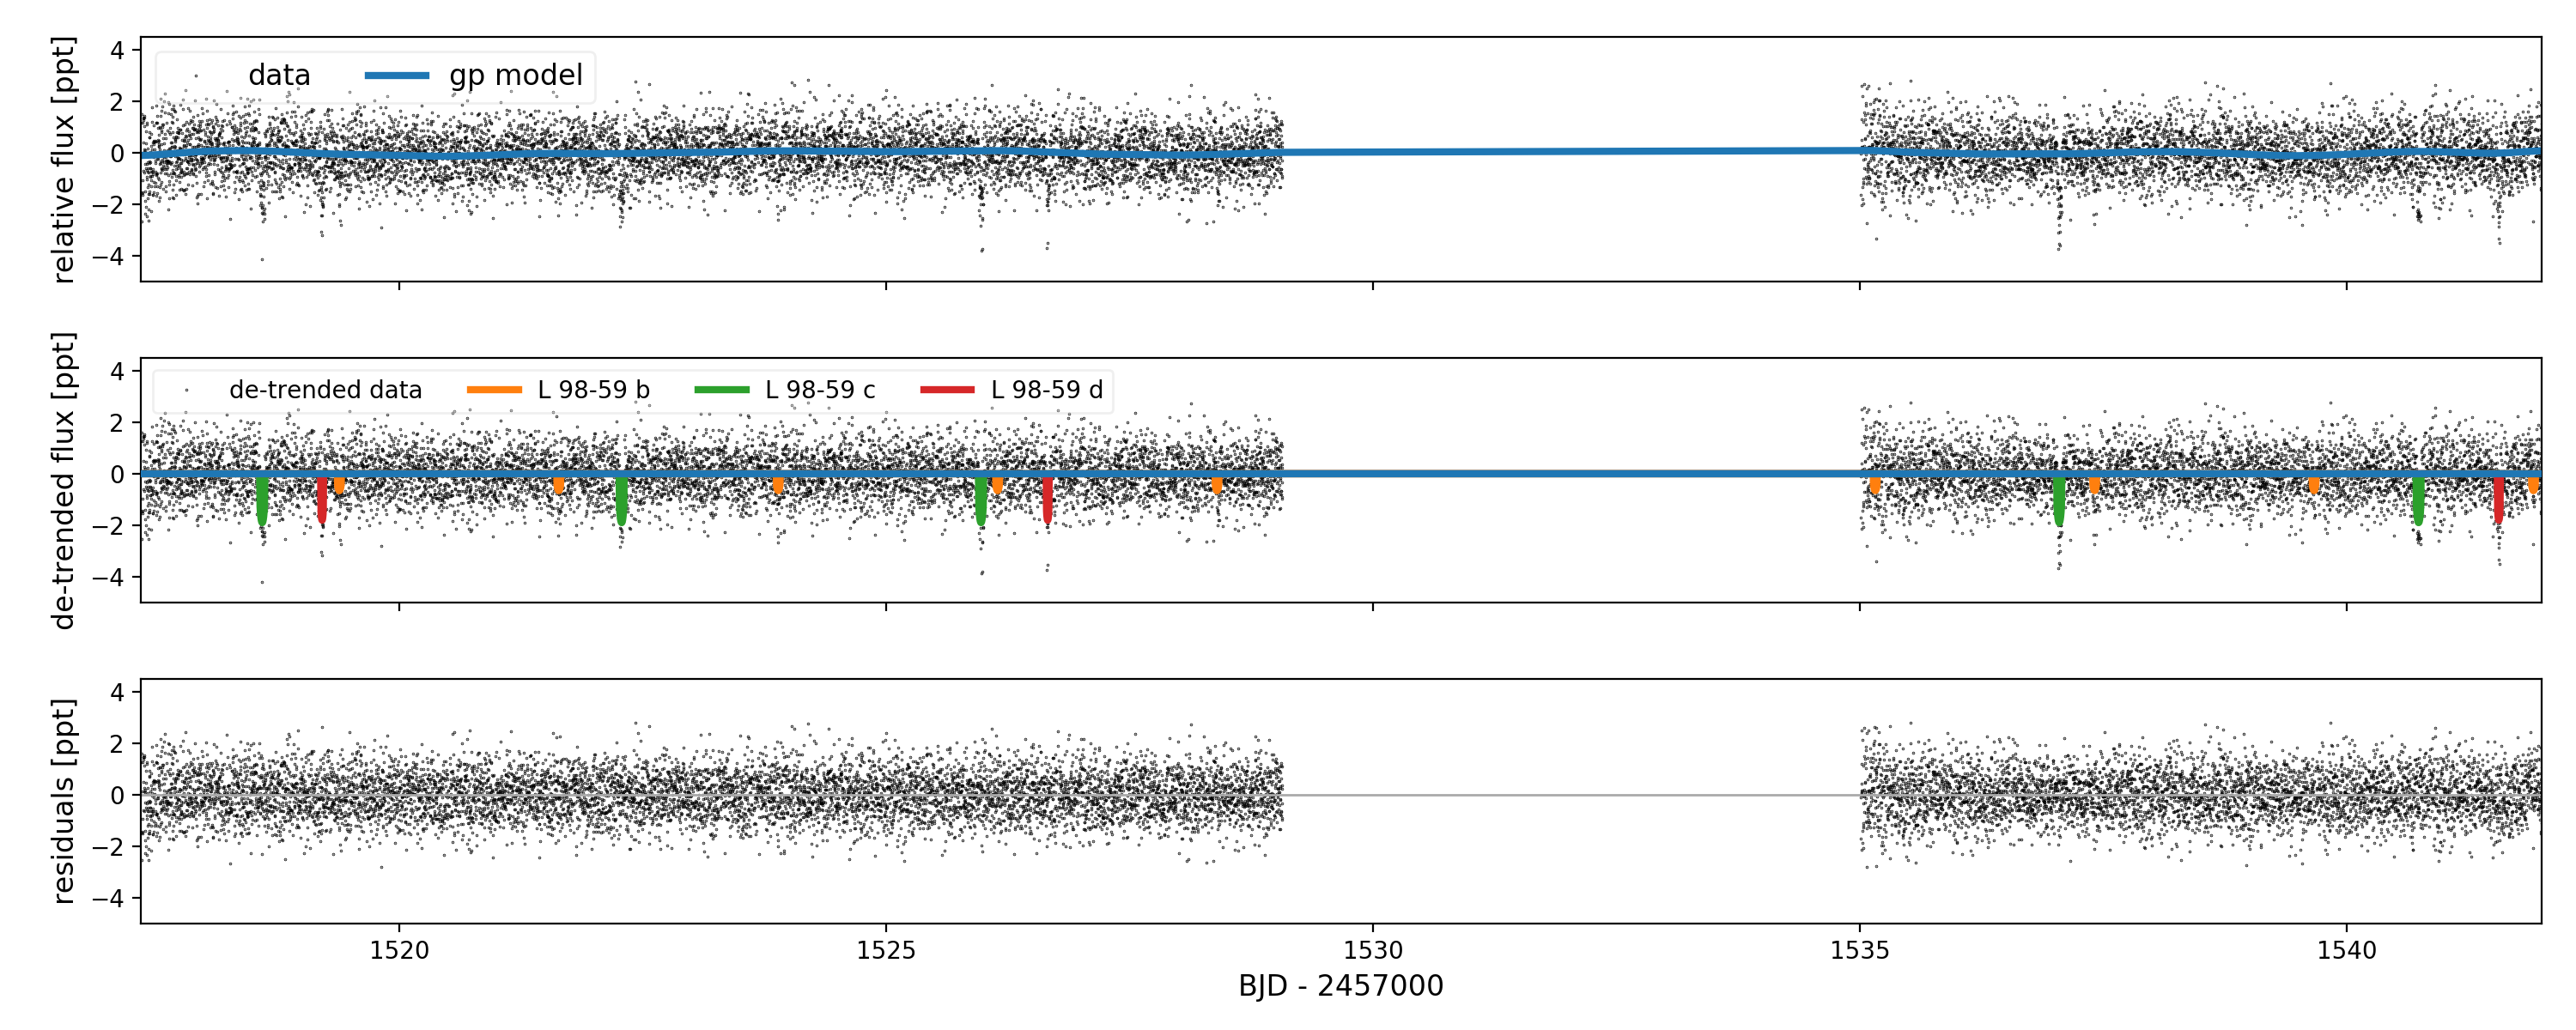 relative flux [ppt]
4
2
0
−2
−4
data gp model
de-trended flux [ppt]
4
2
0
−2
−4
de-trended data L 98-59 b L 98-59 c L 98-59 d
residuals [ppt]
4
2
0
−2
−4
1520 1525 1530 1535 1540
BJD - 2457000